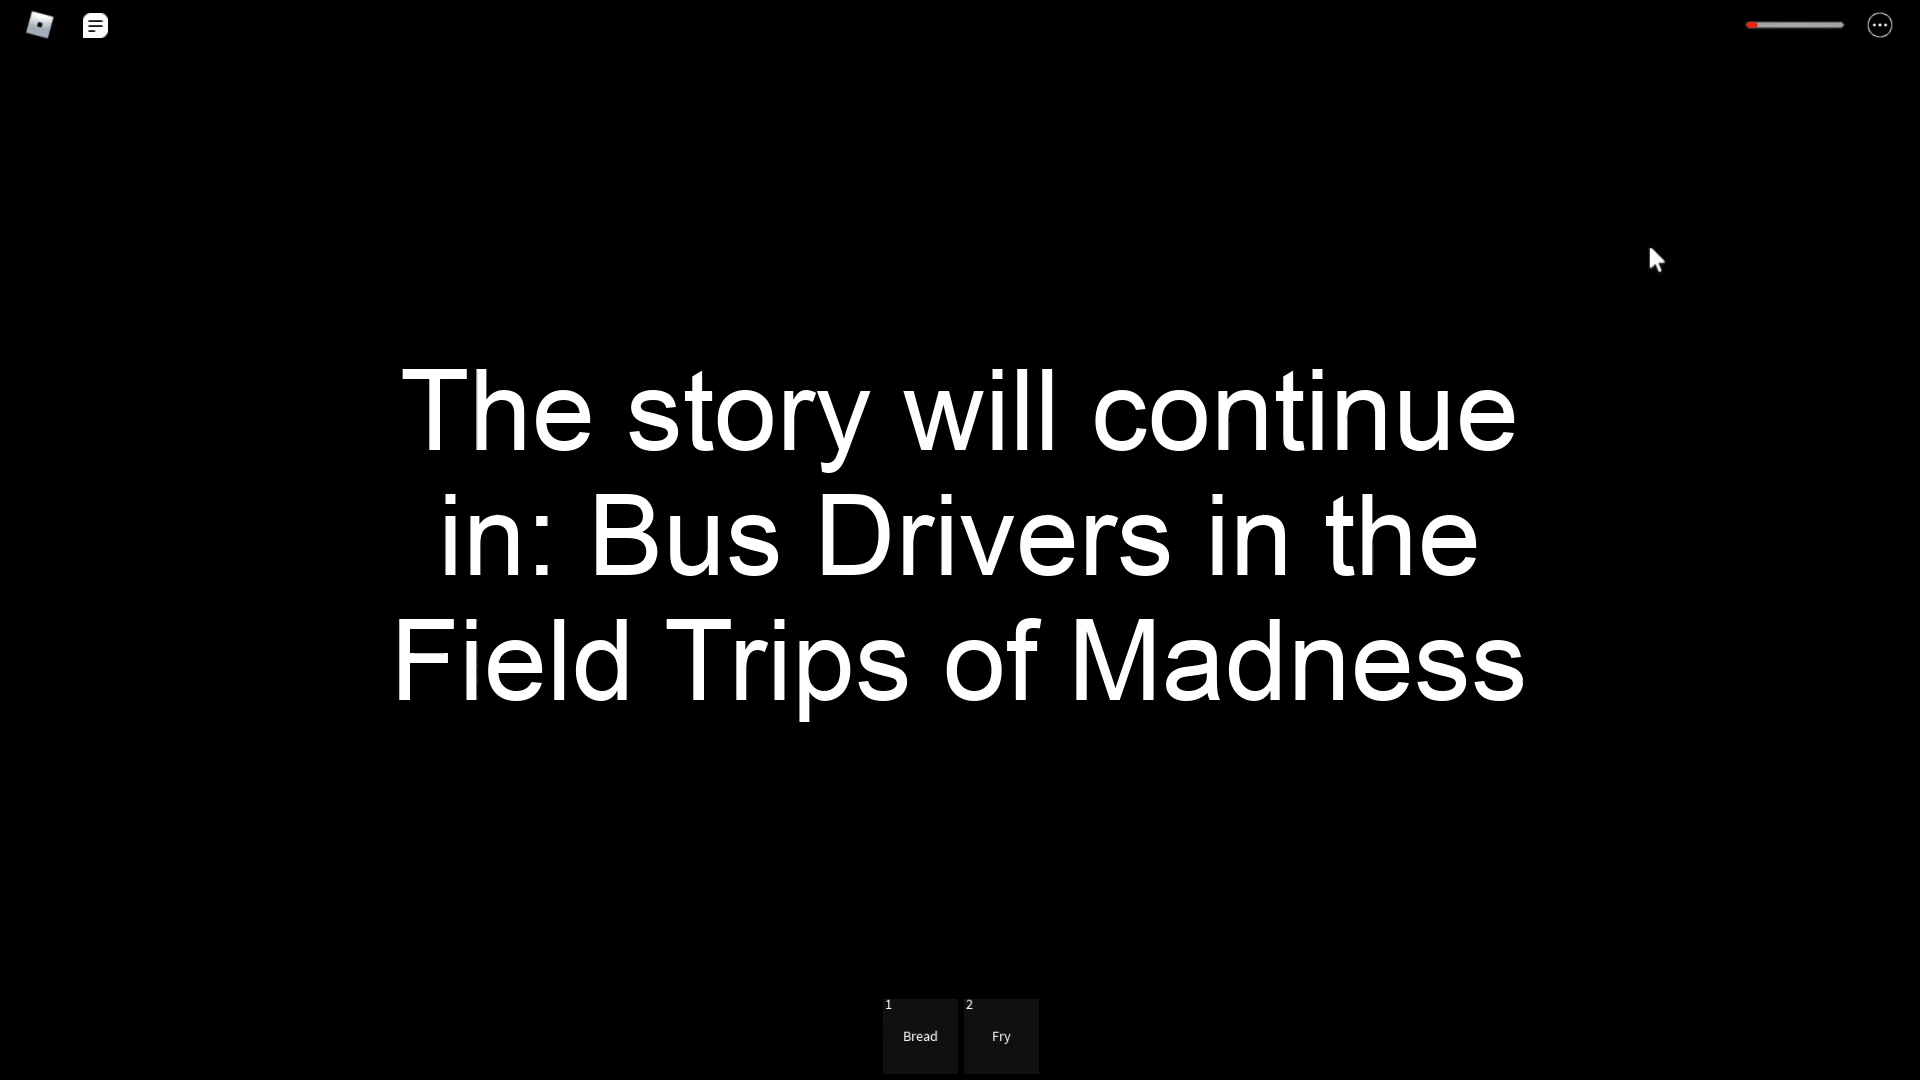 The story will continue
in: Bus Drivers in the
Field Trips of Madness
1
Bread
2
Fry